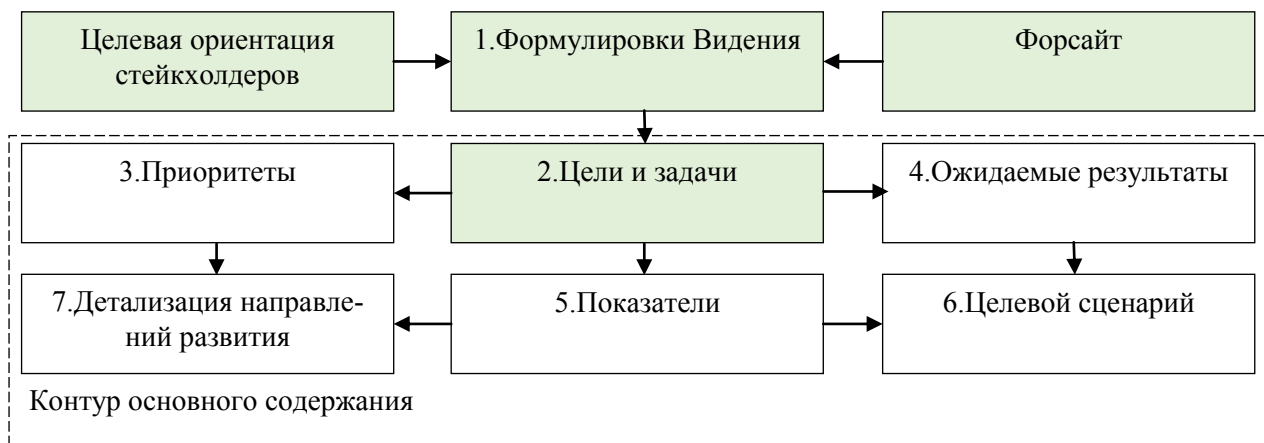 Целевая ориентация
стейкхолдеров
1.Формулировки Видения
Форсайт
3.Приоритеты
2.Цели и задачи
4.Ожидаемые результаты
7.Детализация направле-
ний развития
5.Показатели
6.Целевой сценарий
Контур основного содержания